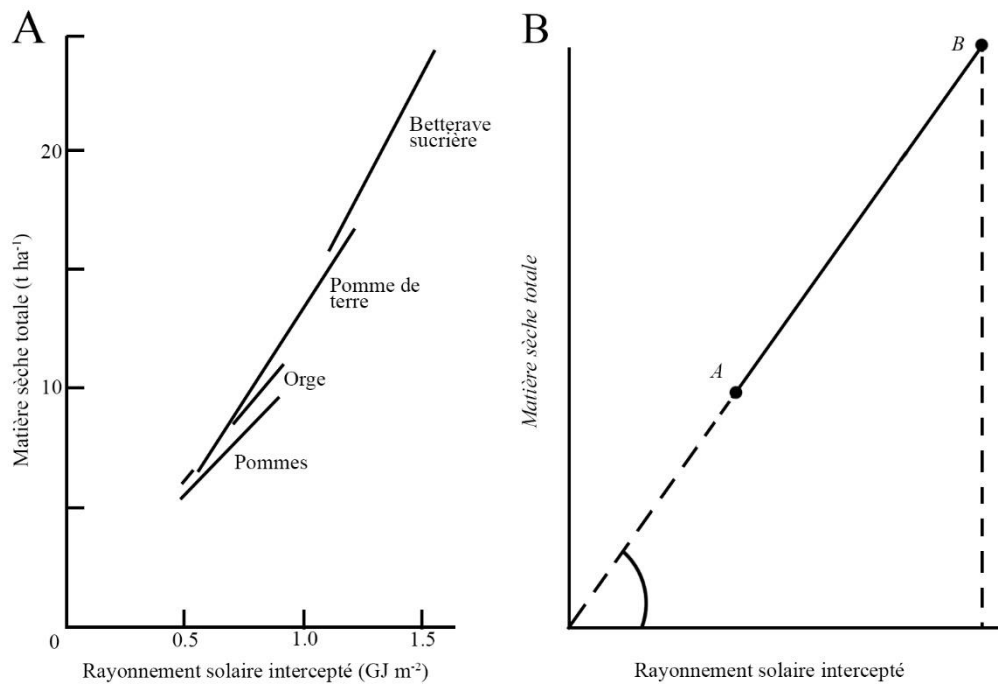 A
20
10
0
0.5
1.0
1.5
Matière sèche totale (t ha⁻¹)
Betterave
sucrière
Pomme de
terre
Orge
Pommes
Rayonnement solaire intercepté (GJ m⁻²)
B
B
A
Matière sèche totale
Rayonnement solaire intercepté